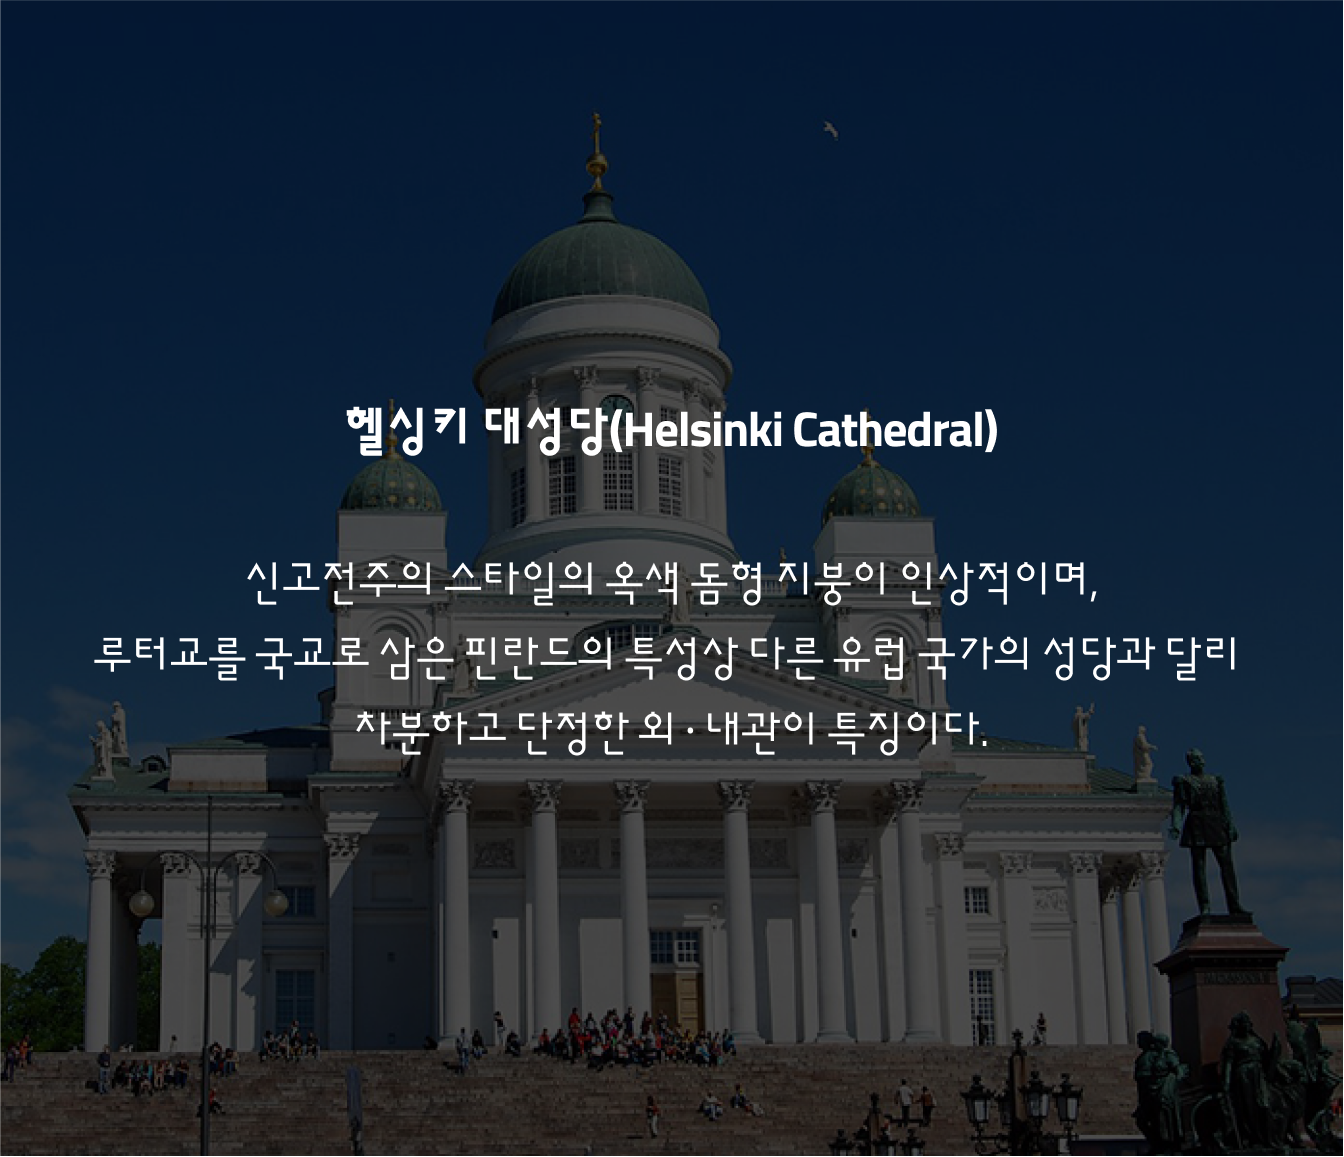 헬싱키 대성당(Helsinki Cathedral)
신고전주의 스타일의 옥색 돔형 지붕이 인상적이며,
루터교를 국교로 삼은 핀란드의 특성상 다른 유럽 국가의 성당과 달리
차분하고 단정한 외·내관이 특징이다.